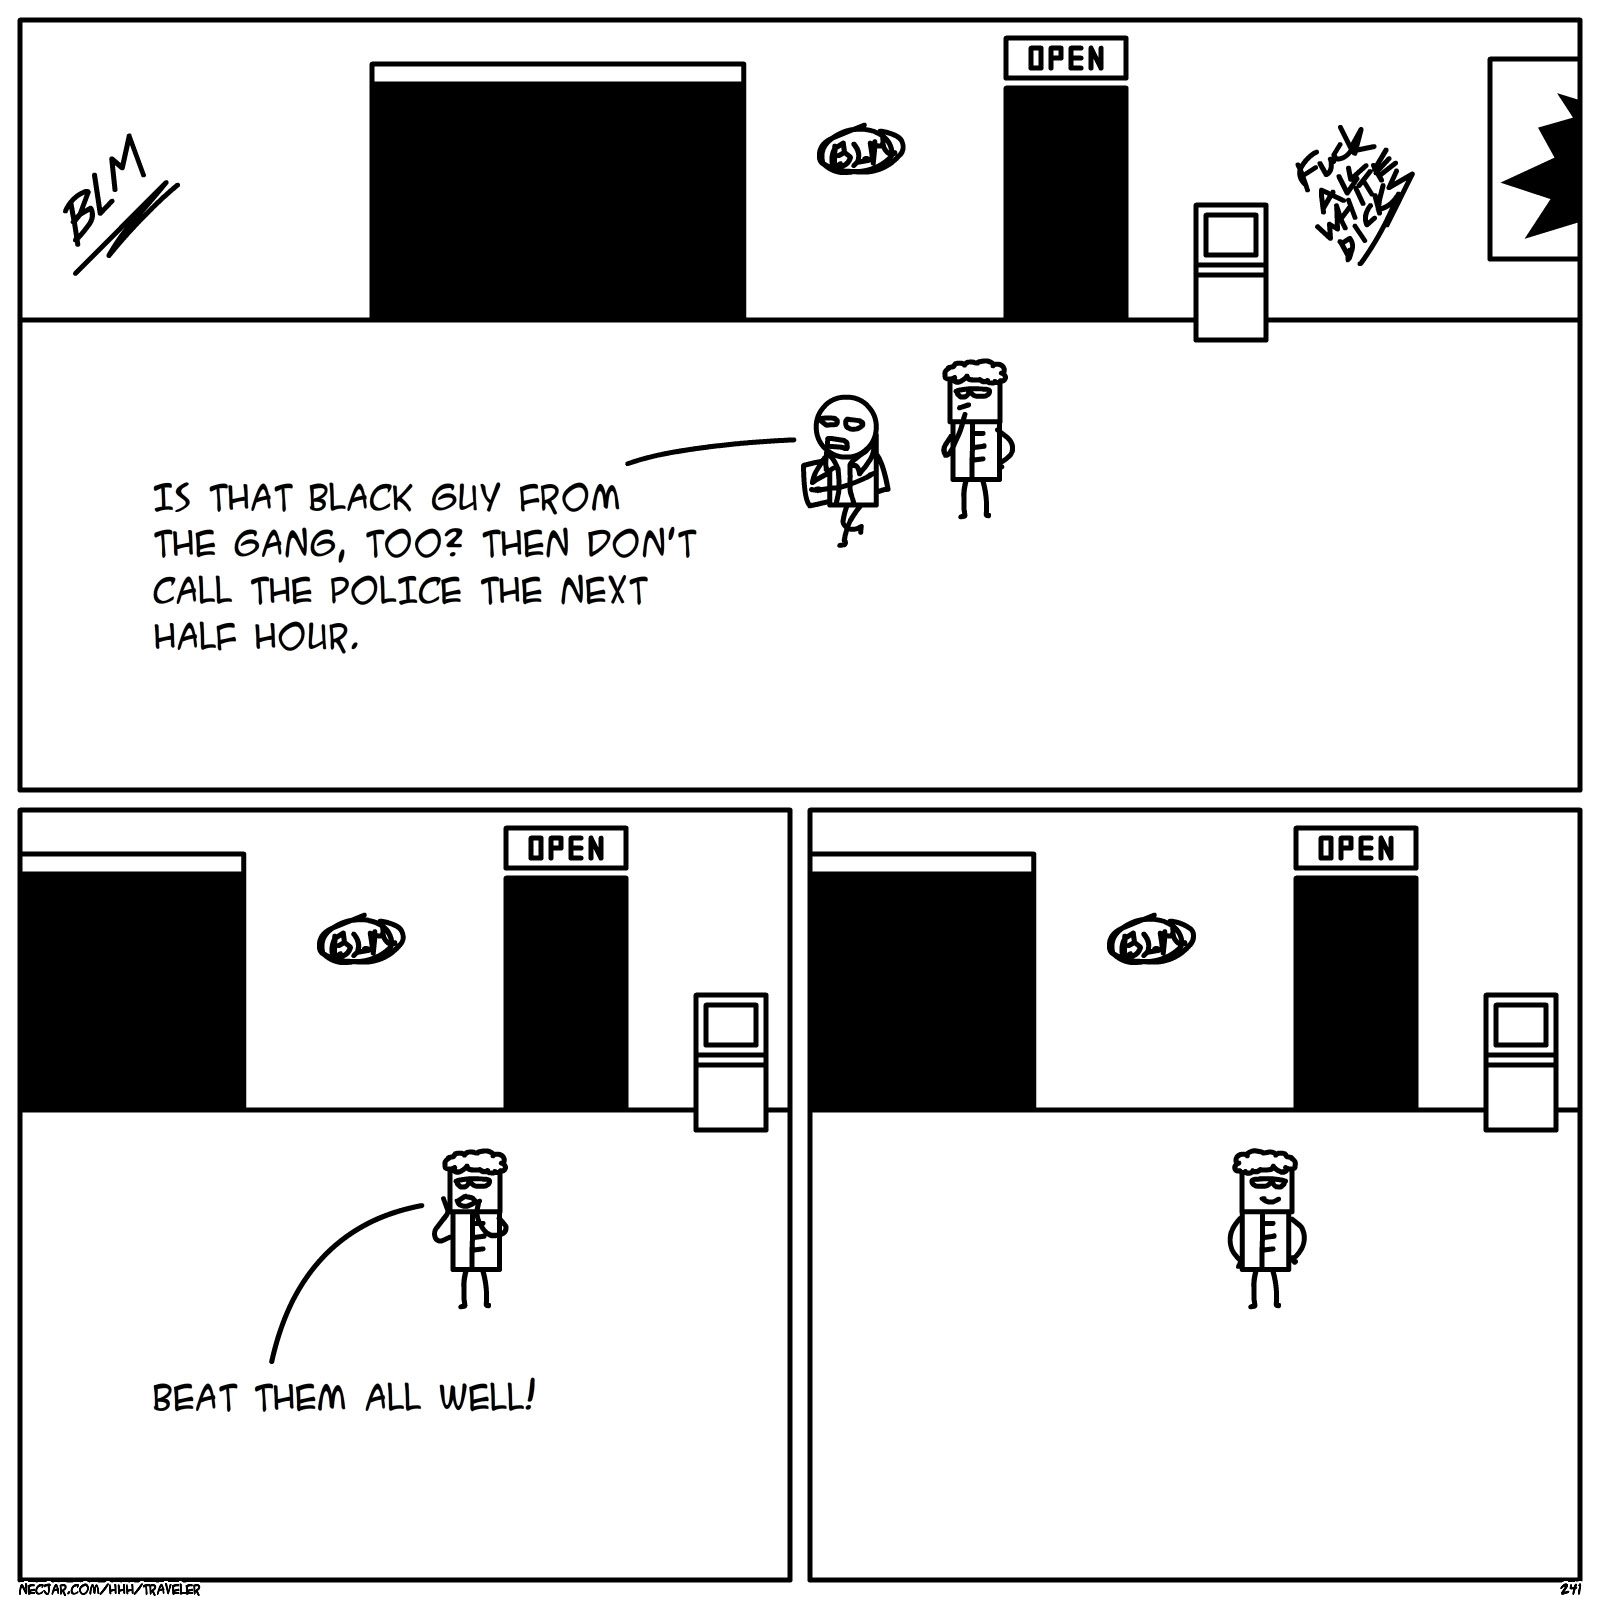 OPEN
BLM
BLM
FUCK
ALL
WHITE
DICKS
IS THAT BLACK GUY FROM
THE GANG, TOO? THEN DON'T
CALL THE POLICE THE NEXT
HALF HOUR.
OPEN
BLM
BEAT THEM ALL WELL!
OPEN
BLM
NECJAR.COM/HHH/TRAVELER
241